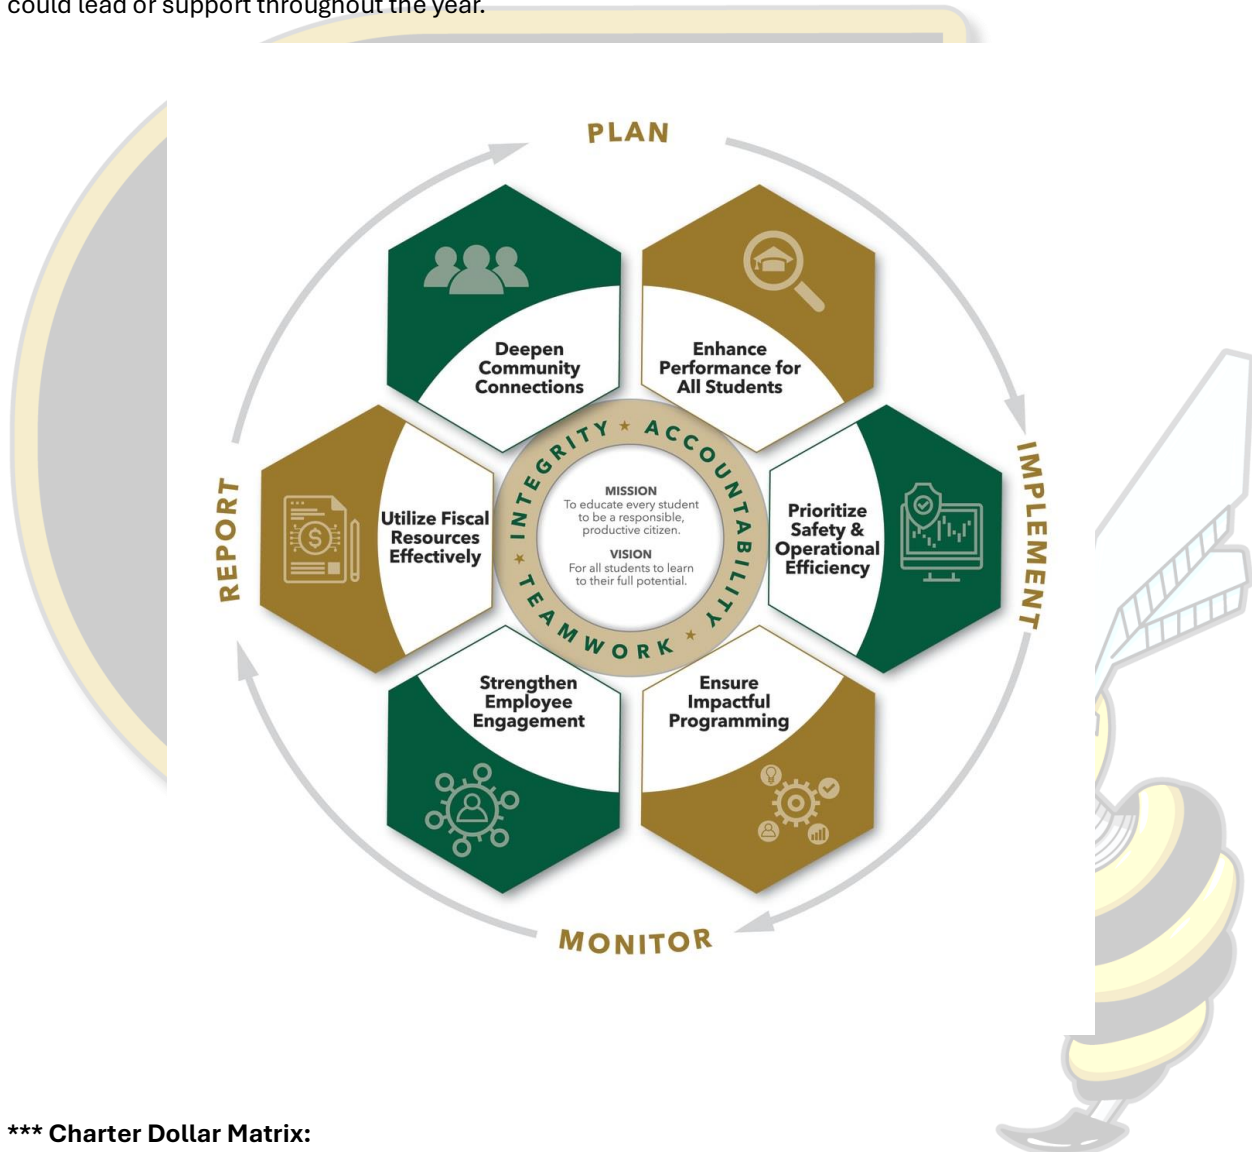 could lead or support throughout the year.
PLAN
Deepen
Community
Connections
Enhance
Performance for
All Students
IMPLEMENT
REPORT
INTEGRITY ★ ACCOUNTABILITY ★ TEAMWORK ★
MISSION
To educate every student
to be a responsible,
productive citizen.
VISION
For all students to learn
to their full potential.
Utilize Fiscal
Resources
Effectively
Prioritize
Safety &
Operational
Efficiency
Strengthen
Employee
Engagement
Ensure
Impactful
Programming
MONITOR
*** Charter Dollar Matrix: